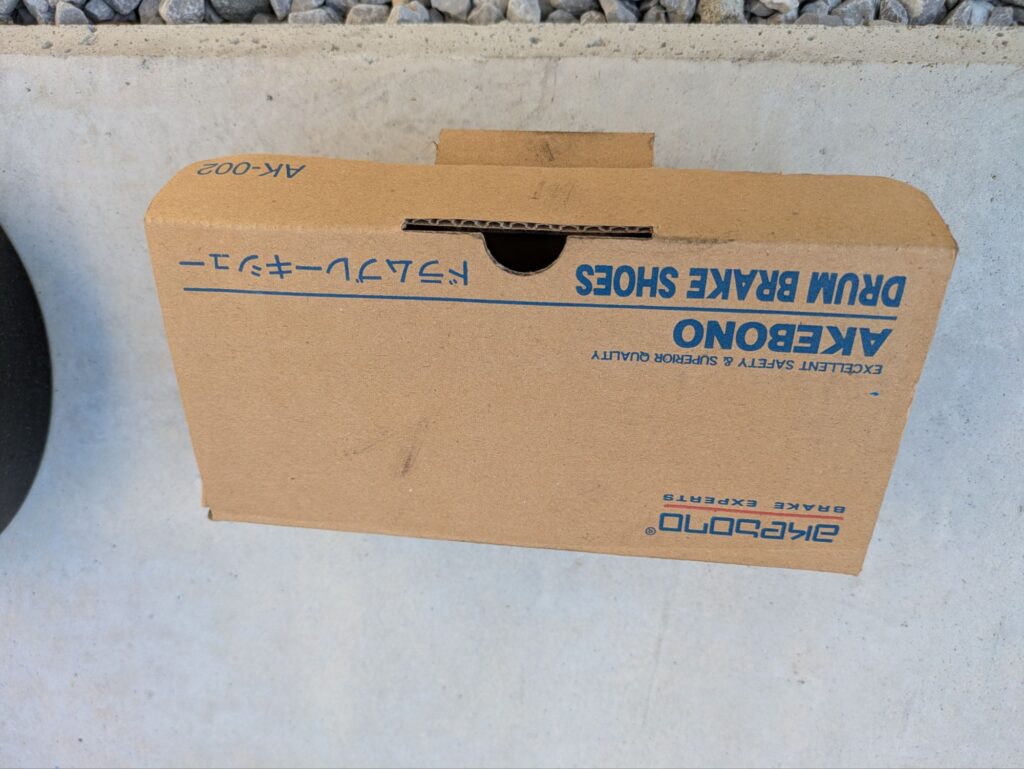 akebono®
BRAKE EXPERTS
EXCELLENT SAFETY & SUPERIOR QUALITY
AKEBONO
DRUM BRAKE SHOES ドラムブレーキシュー
AK-002